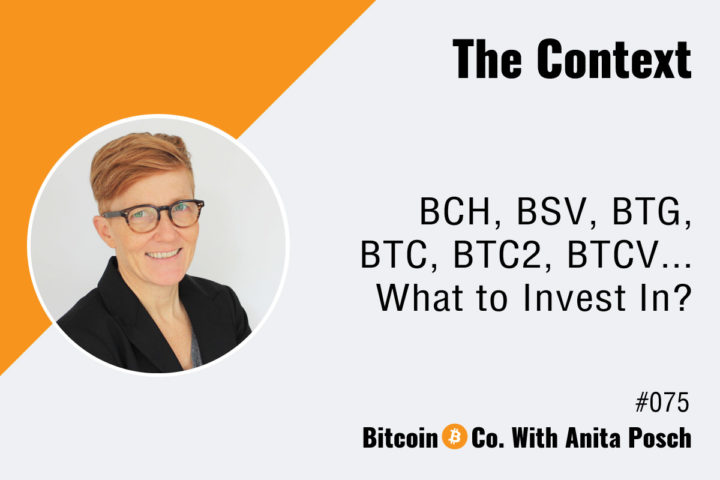 The Context
BCH, BSV, BTG,
BTC, BTC2, BTCV...
What to Invest In?
#075
Bitcoin ₿ Co. With Anita Posch